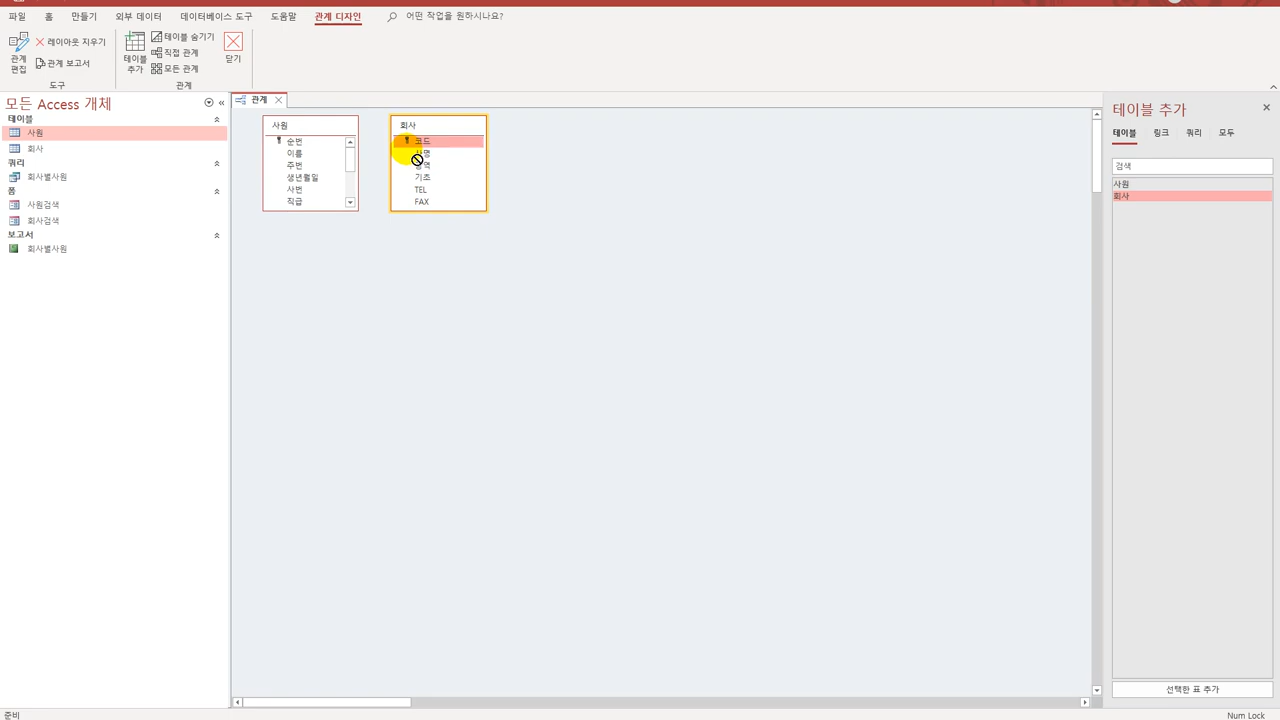 파일 홈 만들기 외부 데이터 데이터베이스 도구 도움말 관계 디자인 어떤 작업을 원하시나요?
관계 편집
레이아웃 지우기
관계 보고서
도구
테이블 추가
테이블 숨기기
직접 관계
모든 관계
관계
닫기
모든 Access 개체
테이블
사원
회사
쿼리
회사별사원
폼
사원검색
회사검색
보고서
회사별사원
관계
사원
순번
이름
주번
생년월일
사번
직급
회사
코드
기조
TEL
FAX
테이블 추가
테이블 링크 쿼리 모두
검색
사원
회사
선택한 표 추가
준비
Num Lock